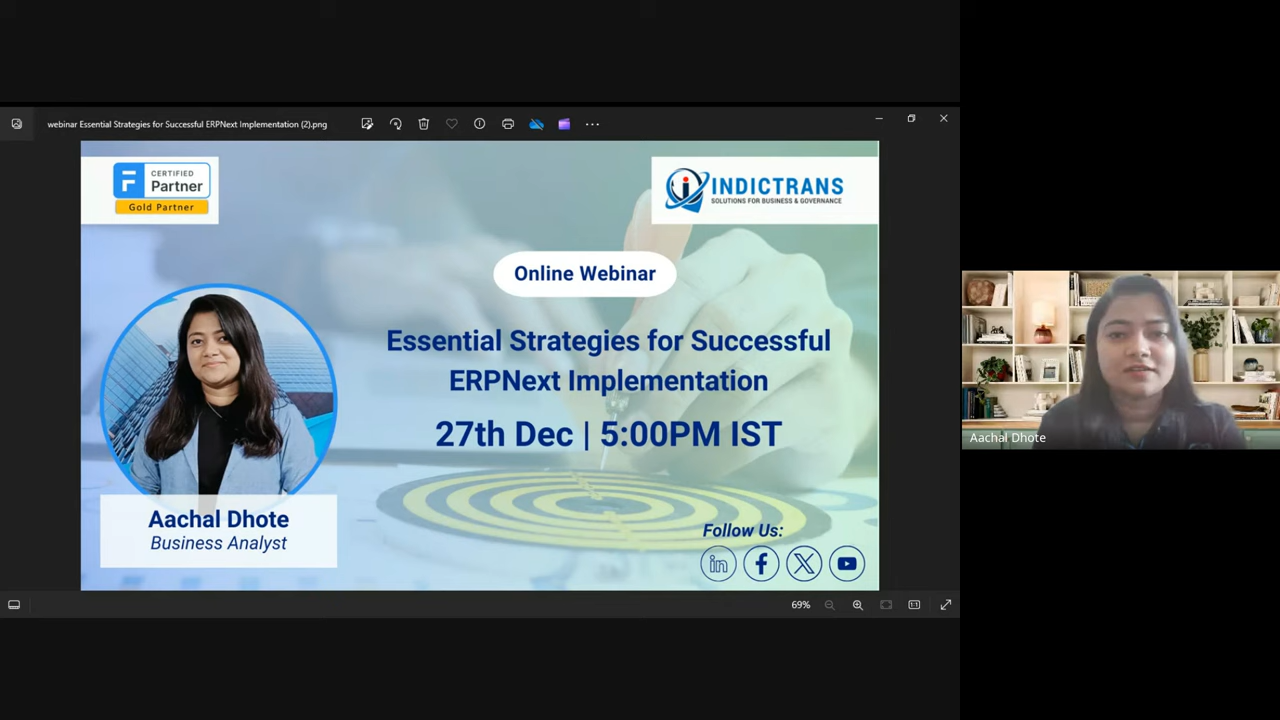 webinar Essential Strategies for Successful ERPNext Implementation (2).png
CERTIFIED
Partner
Gold Partner
INDICTRANS
SOLUTIONS FOR BUSINESS & GOVERNANCE
Online Webinar
Essential Strategies for Successful
ERPNext Implementation
27th Dec | 5:00PM IST
Aachal Dhote
Business Analyst
Follow Us:
in
69%
1:1
Aachal Dhote